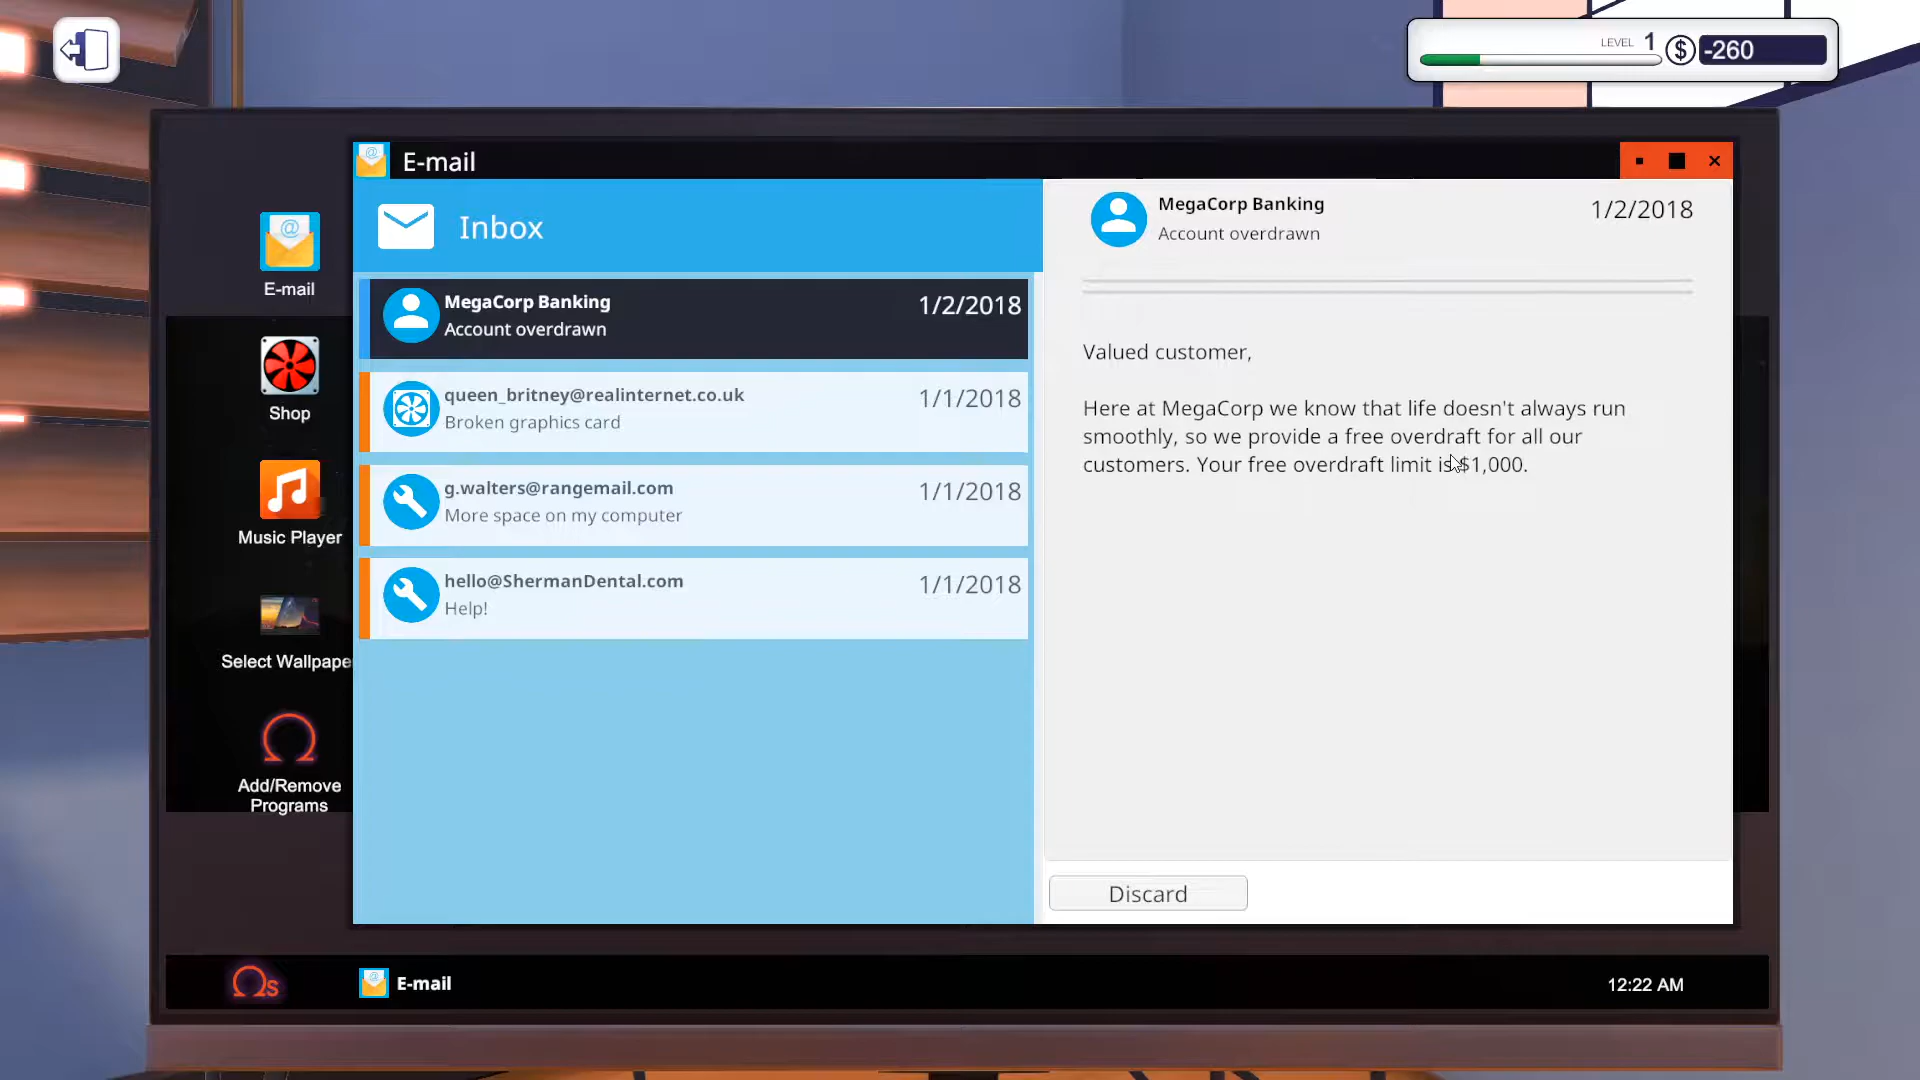 LEVEL 1 $ -260
E-mail
Inbox
MegaCorp Banking 1/2/2018
Account overdrawn
queen_britney@realinternet.co.uk 1/1/2018
Broken graphics card
g.walters@rangemail.com 1/1/2018
More space on my computer
hello@ShermanDental.com 1/1/2018
Help!
MegaCorp Banking 1/2/2018
Account overdrawn
Valued customer,
Here at MegaCorp we know that life doesn't always run
smoothly, so we provide a free overdraft for all our
customers. Your free overdraft limit is $1,000.
Discard
E-mail
Shop
Music Player
Select Wallpape
Add/Remove
Programs
Ωs E-mail 12:22 AM